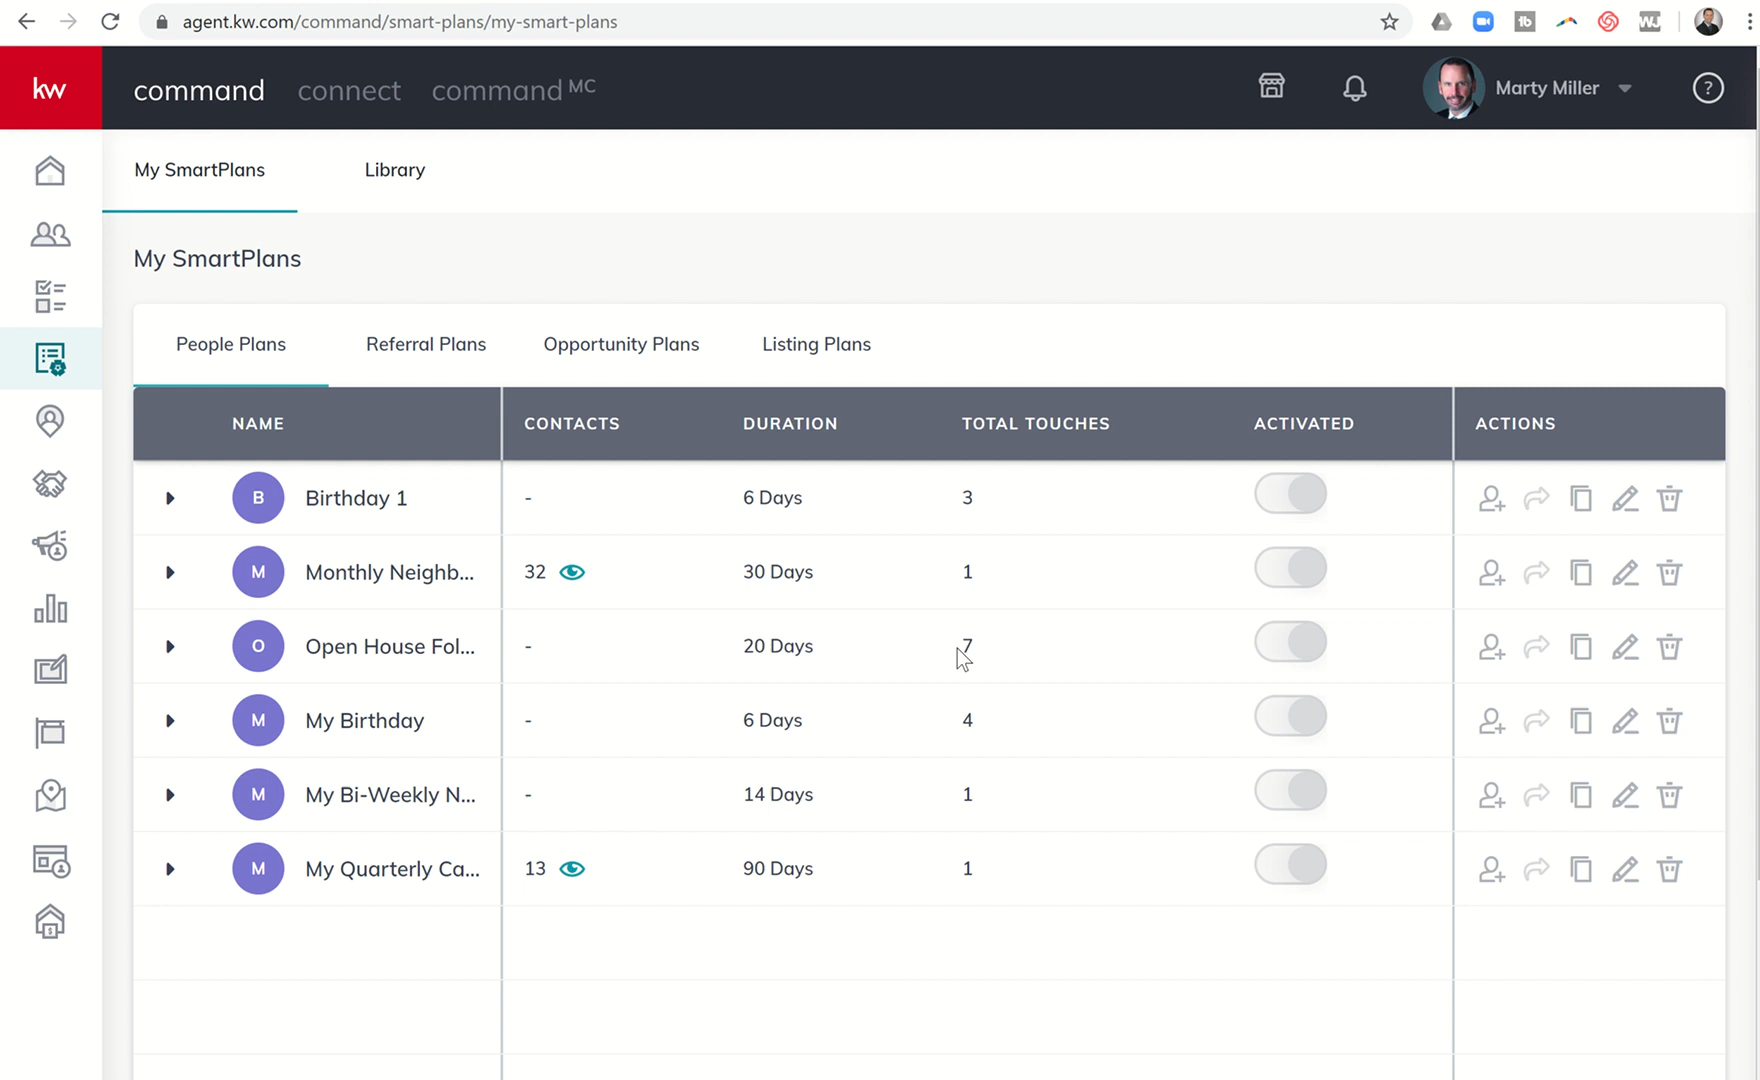 agent.kw.com/command/smart-plans/my-smart-plans
tb
WJ
kw
command
connect
command MC
Marty Miller
?
My SmartPlans
Library
My SmartPlans
People Plans
Referral Plans
Opportunity Plans
Listing Plans
NAME CONTACTS DURATION TOTAL TOUCHES ACTIVATED ACTIONS
B Birthday 1 - 6 Days 3
M Monthly Neighb... 32 30 Days 1
O Open House Fol... - 20 Days 7
M My Birthday - 6 Days 4
M My Bi-Weekly N... - 14 Days 1
M My Quarterly Ca... 13 90 Days 1
$